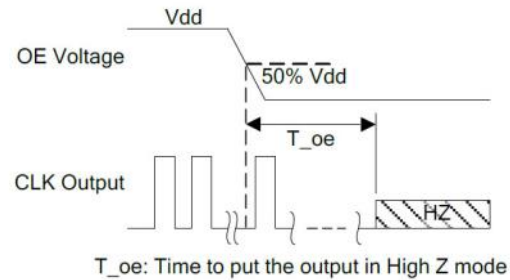 Vdd
OE Voltage
50% Vdd
T_oe
CLK Output
HZ
T_oe: Time to put the output in High Z mode